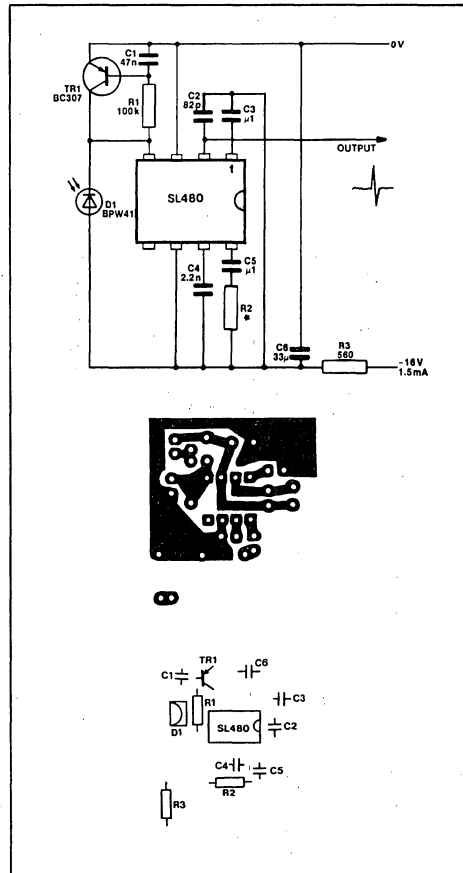 0V
C1
47n
TR1
BC307
R1
100k
C2
82p
C3
µ1
OUTPUT
1
SL480
D1
BPW41
C4
2.2n
C5
µ1
R2
*
C6
33µ
R3
560
-16V
1.5mA
TR1
C1
C6
R1
C3
D1
SL480
C2
C4
C5
R2
R3